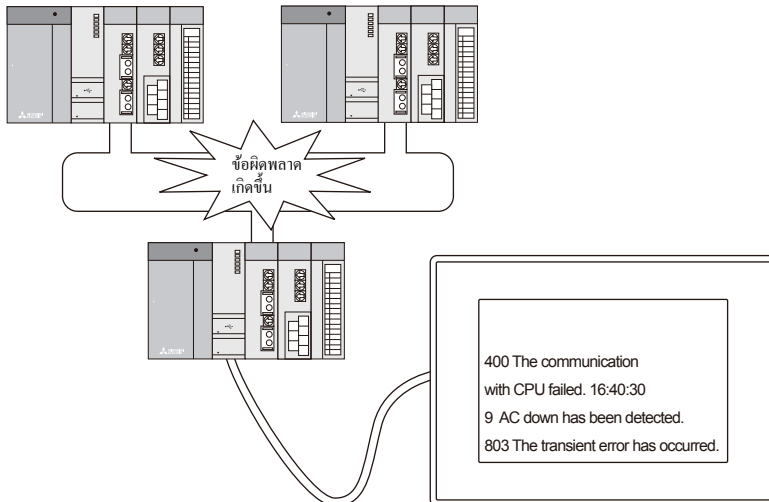 ข้อผิดพลาด
เกิดขึ้น
400 The communication
with CPU failed. 16:40:30
9 AC down has been detected.
803 The transient error has occurred.